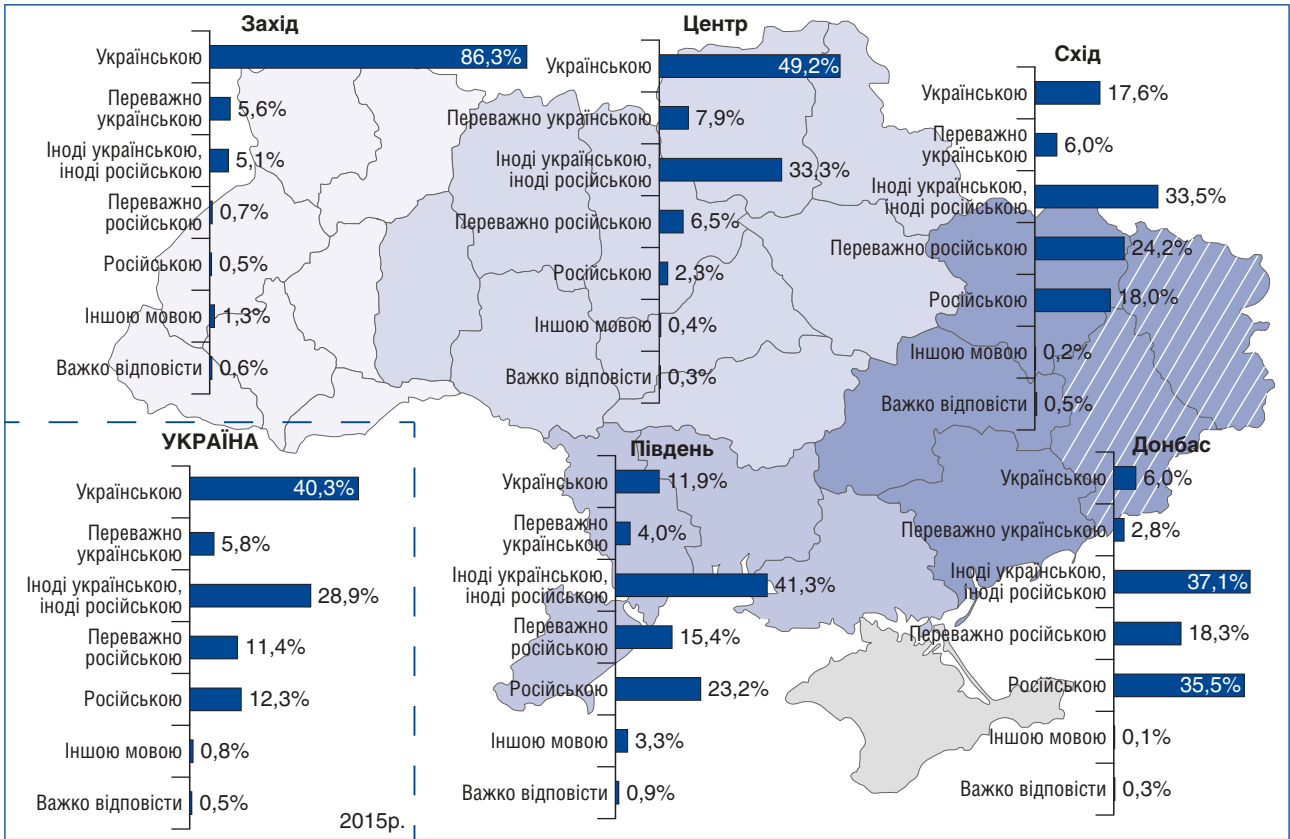 Захід
Українською 86,3%
Переважно
українською 5,6%
Іноді українською,
іноді російською 5,1%
Переважно
російською 0,7%
Російською 0,5%
Іншою мовою 1,3%
Важко відповісти 0,6%
Центр
Українською 49,2%
Переважно українською 7,9%
Іноді українською,
іноді російською 33,3%
Переважно російською 6,5%
Російською 2,3%
Іншою мовою 0,4%
Важко відповісти 0,3%
Схід
Українською 17,6%
Переважно
українською 6,0%
Іноді українською,
іноді російською 33,5%
Переважно російською 24,2%
Російською 18,0%
Іншою мовою 0,2%
Важко відповісти 0,5%
УКРАЇНА
Українською 40,3%
Переважно
українською 5,8%
Іноді українською,
іноді російською 28,9%
Переважно
російською 11,4%
Російською 12,3%
Іншою мовою 0,8%
Важко відповісти 0,5%
2015р.
Південь
Українською 11,9%
Переважно
українською 4,0%
Іноді українською,
іноді російською 41,3%
Переважно
російською 15,4%
Російською 23,2%
Іншою мовою 3,3%
Важко відповісти 0,9%
Донбас
Українською 6,0%
Переважно українською 2,8%
Іноді українською,
іноді російською 37,1%
Переважно російською 18,3%
Російською 35,5%
Іншою мовою 0,1%
Важко відповісти 0,3%